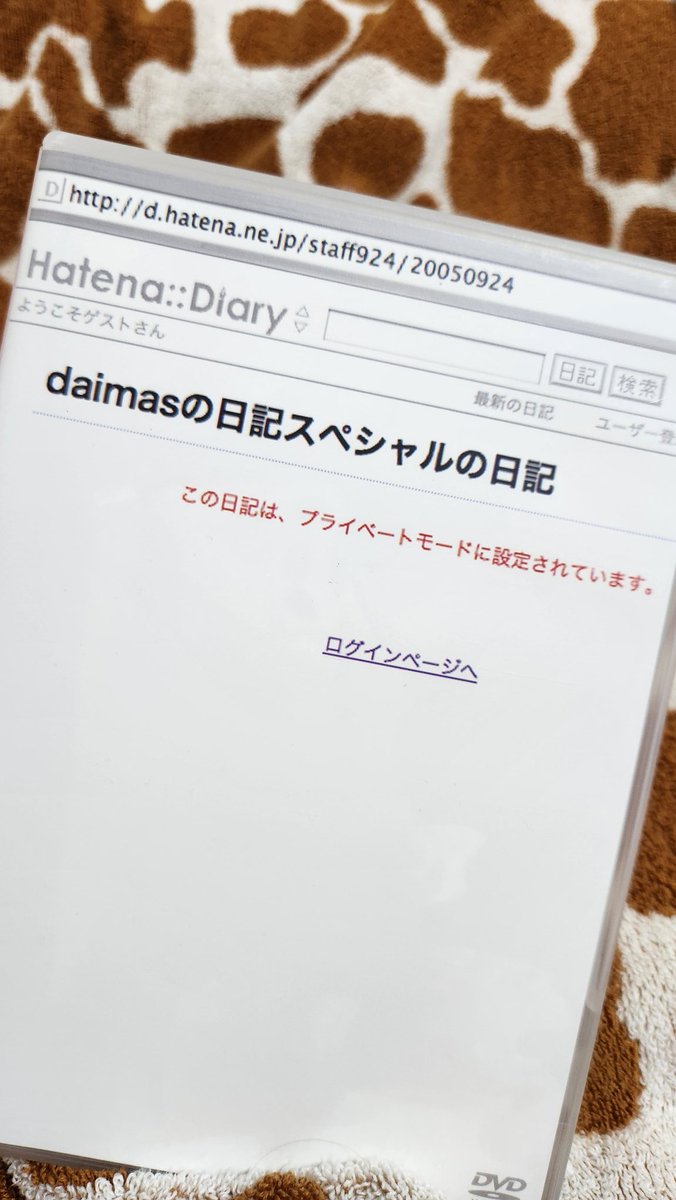 D http://d.hatena.ne.jp/staff924/20050924
Hatena::Diary
日記 検索
ようこそゲストさん
最新の日記 ユーザー登
daimasの日記スペシャルの日記
この日記は、プライベートモードに設定されています。
ログインページへ
DVD